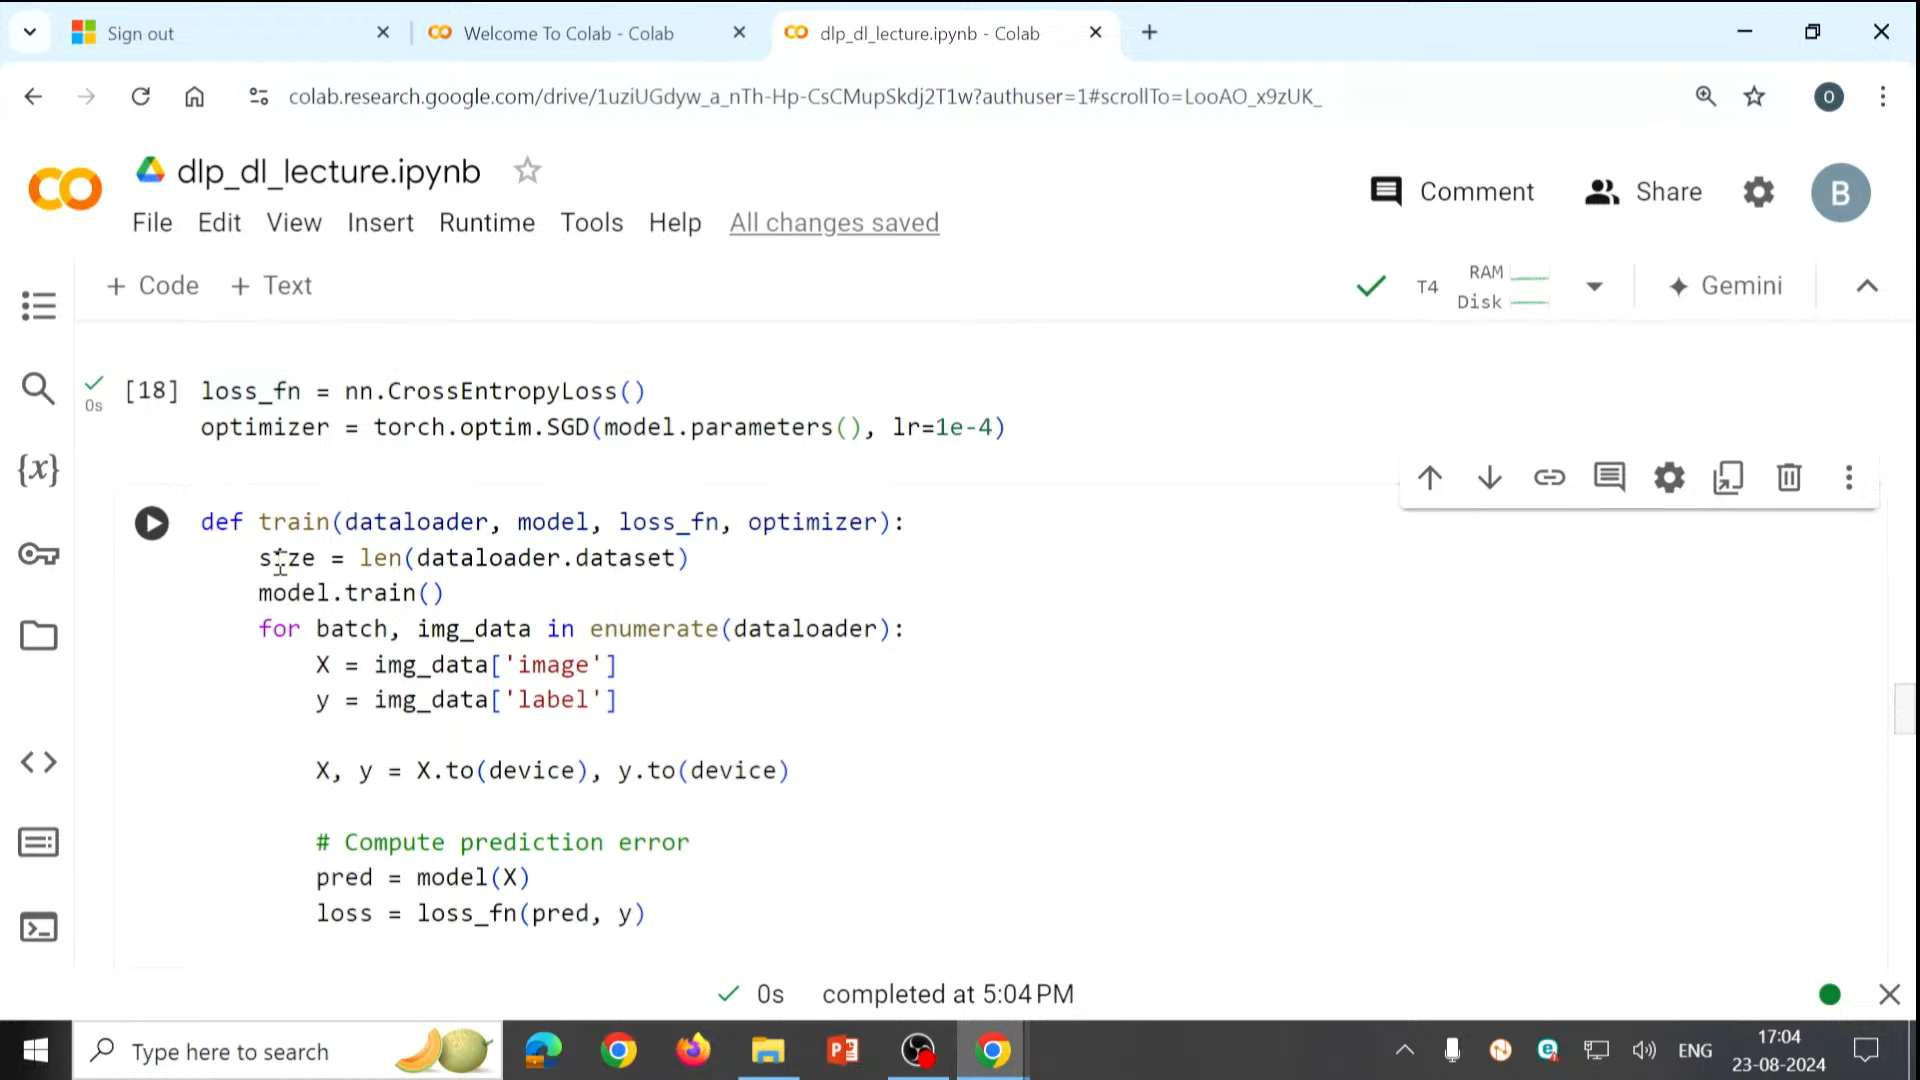 Sign out
Welcome To Colab - Colab
dlp_dl_lecture.ipynb - Colab
colab.research.google.com/drive/1uziUGdyw_a_nTh-Hp-CsCMupSkdj2T1w?authuser=1#scrollTo=LooAO_x9zUK_
O
dlp_dl_lecture.ipynb
Comment
Share
B
File Edit View Insert Runtime Tools Help All changes saved
+ Code + Text
T4
RAM
Disk
Gemini
{x}
0s
[18] loss_fn = nn.CrossEntropyLoss()
optimizer = torch.optim.SGD(model.parameters(), lr=1e-4)
def train(dataloader, model, loss_fn, optimizer):
size = len(dataloader.dataset)
model.train()
for batch, img_data in enumerate(dataloader):
X = img_data['image']
y = img_data['label']
X, y = X.to(device), y.to(device)
# Compute prediction error
pred = model(X)
loss = loss_fn(pred, y)
0s completed at 5:04 PM
Type here to search
ENG
17:04
23-08-2024